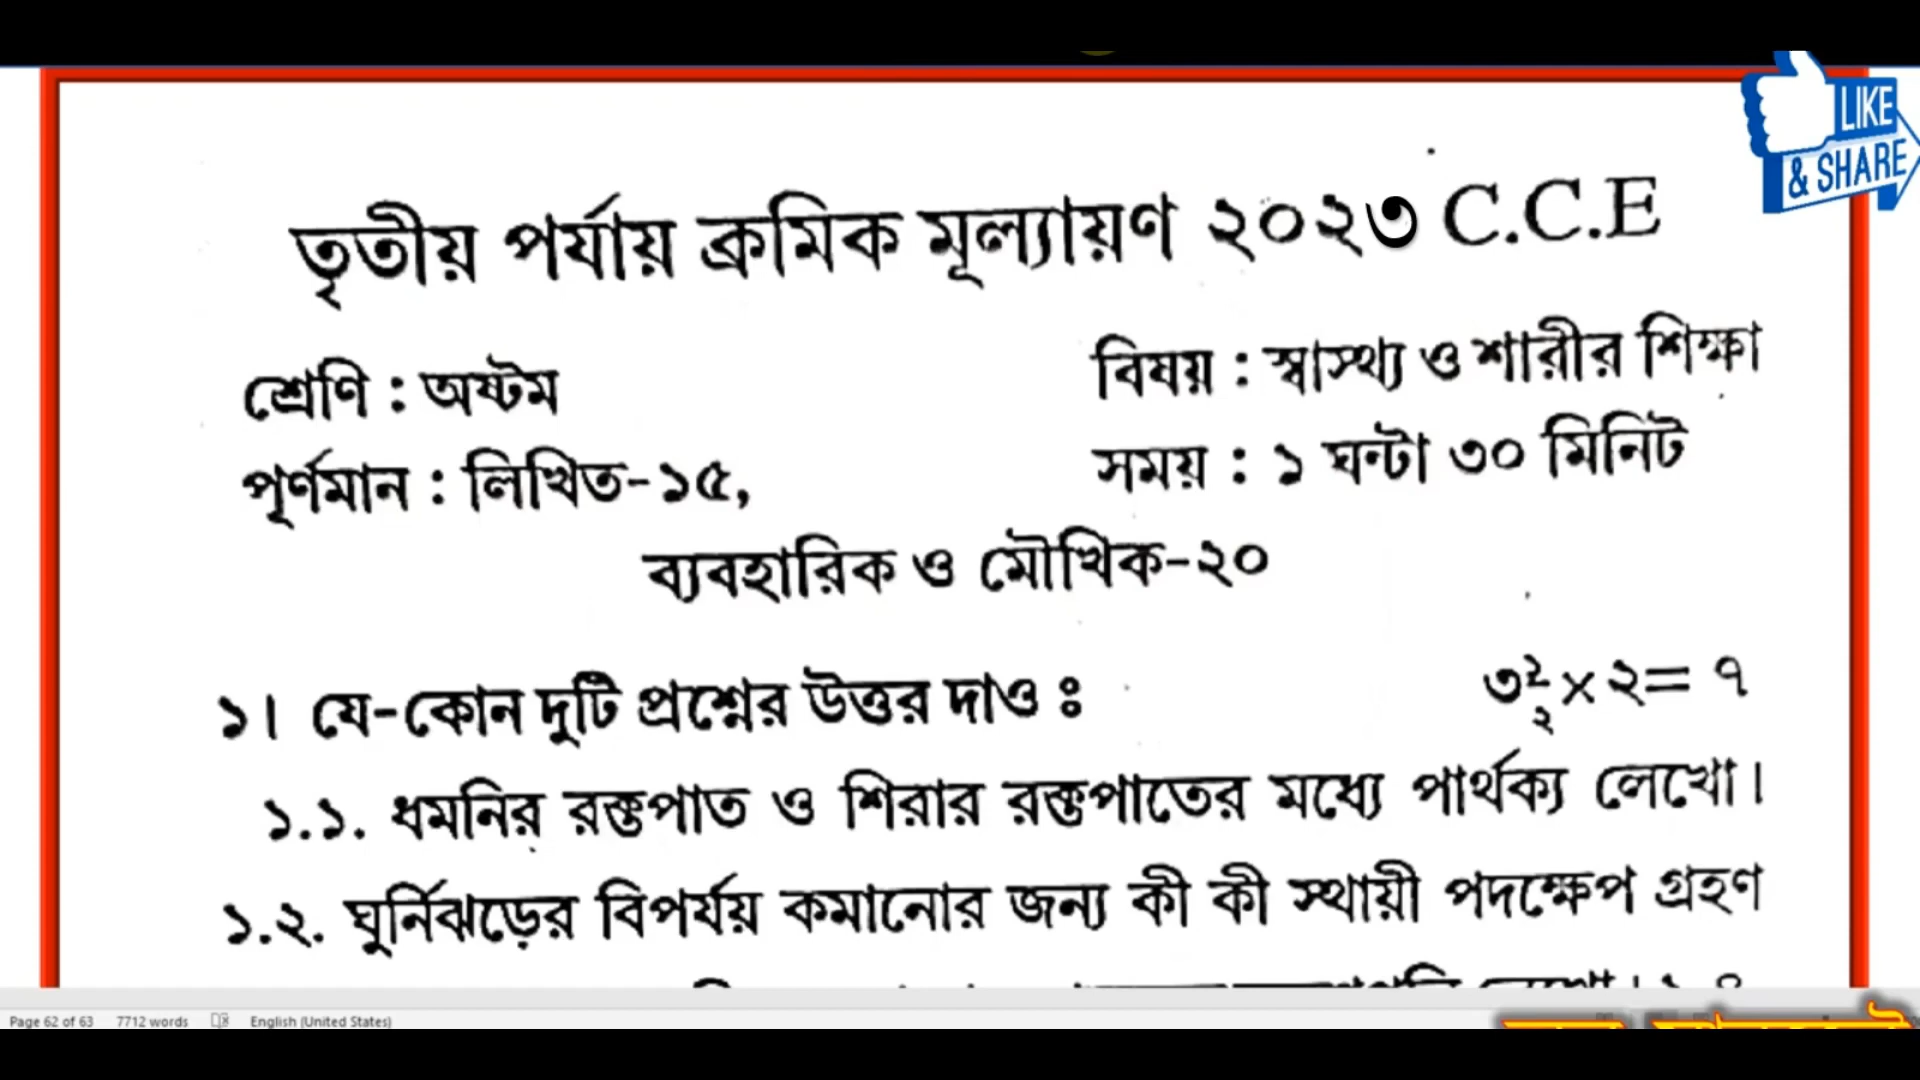 LIKE
& SHARE
তৃতীয় পর্যায় ক্রমিক মূল্যায়ণ ২০২৩ C.C.E
শ্রেণি : অষ্টম
বিষয় : স্বাস্থ্য ও শারীর শিক্ষা
পূর্ণমান : লিখিত-১৫,
সময় : ১ ঘন্টা ৩০ মিনিট
ব্যবহারিক ও মৌখিক-২০
১। যে-কোন দুটি প্রশ্নের উত্তর দাও ঃ ৩২/২ × ২= ৭
১.১. ধমনির রক্তপাত ও শিরার রক্তপাতের মধ্যে পার্থক্য লেখো।
১.২. ঘুর্নিঝড়ের বিপর্যয় কমানোর জন্য কী কী স্থায়ী পদক্ষেপ গ্রহণ
Page 62 of 63 7712 words English (United States)